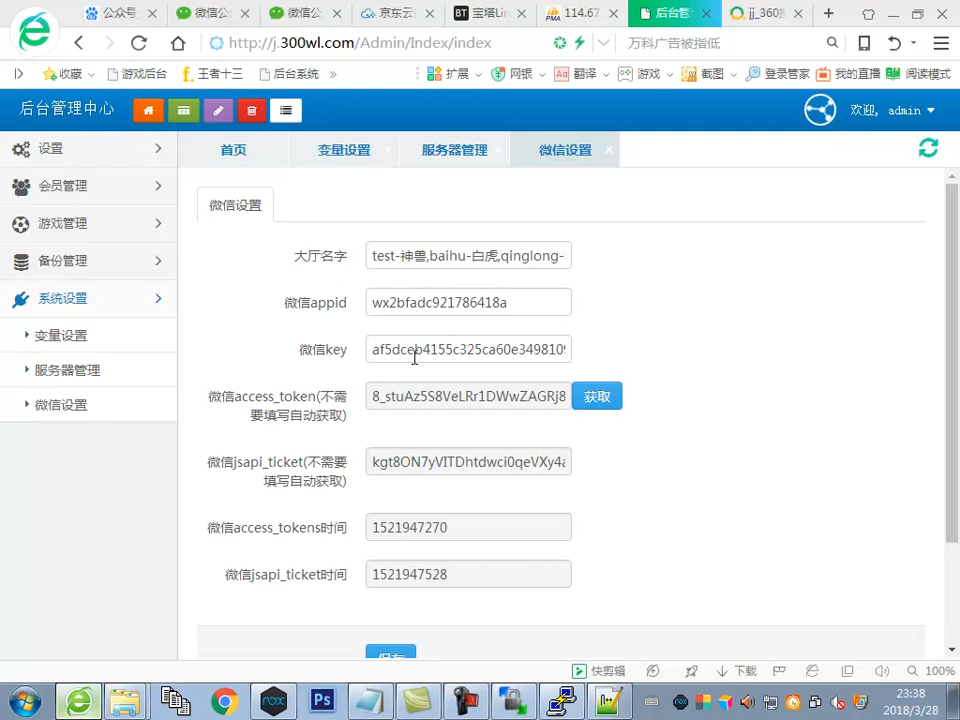 公众号
微信公
微信公
京东云
宝塔Lin
114.67
后台管
jj_360搜
http://j.300wl.com/Admin/Index/index
万科广告被指低
收藏
游戏后台
王者十三
后台系统
扩展
网银
翻译
游戏
截图
登录管家
我的直播
阅读模式
后台管理中心
欢迎, admin
设置
会员管理
游戏管理
备份管理
系统设置
变量设置
服务器管理
微信设置
首页
变量设置
服务器管理
微信设置
微信设置
大厅名字
test-神兽,baihu-白虎,qinglong-
微信appid
wx2bfadc921786418a
微信key
af5dceb4155c325ca60e349810
微信access_token(不需
要填写自动获取)
8_stuAz5S8VeLRr1DWwZAGRj8
获取
微信jsapi_ticket(不需要
填写自动获取)
kgt8ON7yVITDhtdwci0qeVXy4a
微信access_tokens时间
1521947270
微信jsapi_ticket时间
1521947528
保存
快剪辑
下载
100%
23:38
2018/3/28